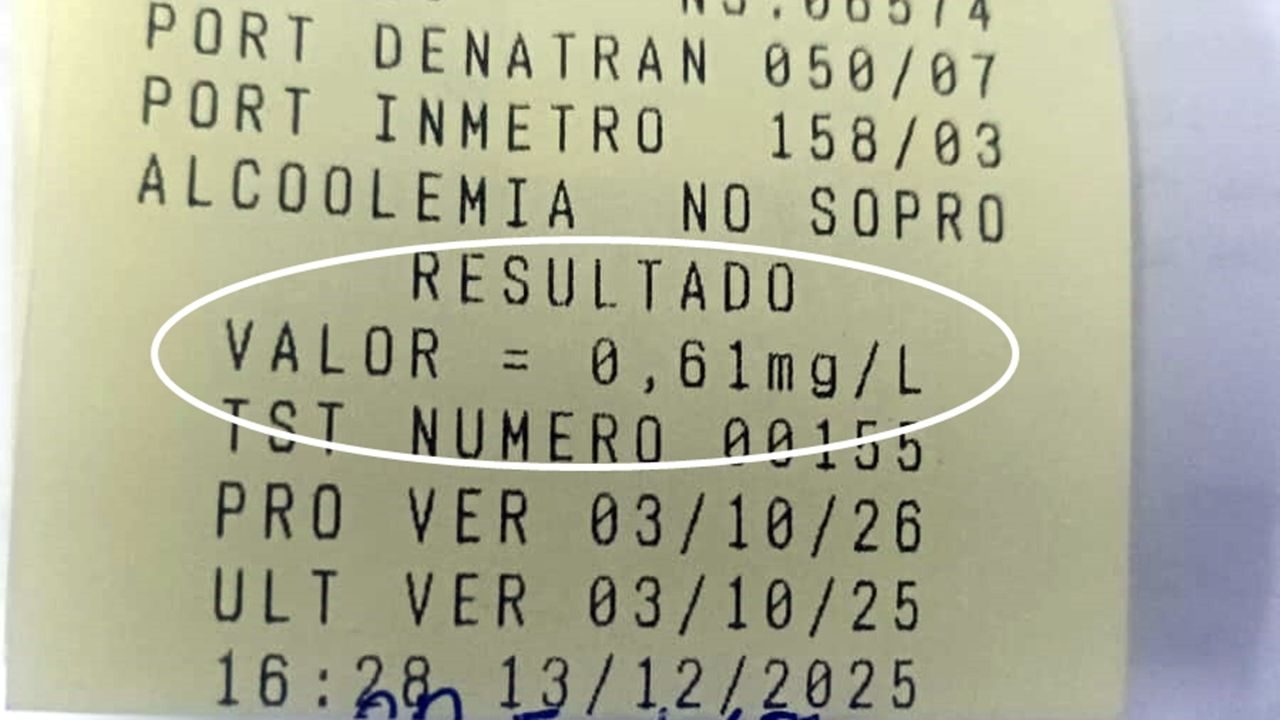 PORT DENATRAN 050/07
PORT INMETRO 158/03
ALCOOLEMIA NO SOPRO
RESULTADO
VALOR = 0,61mg/L
TST NUMERO 00155
PRO VER 03/10/26
ULT VER 03/10/25
16:28 13/12/2025